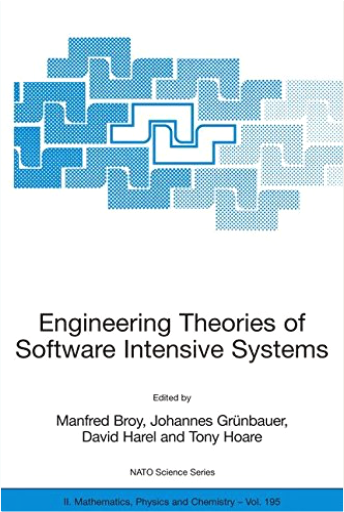 Engineering Theories of
Software Intensive Systems
Edited by
Manfred Broy, Johannes Grünbauer,
David Harel and Tony Hoare
NATO Science Series
II. Mathematics, Physics and Chemistry – Vol. 195